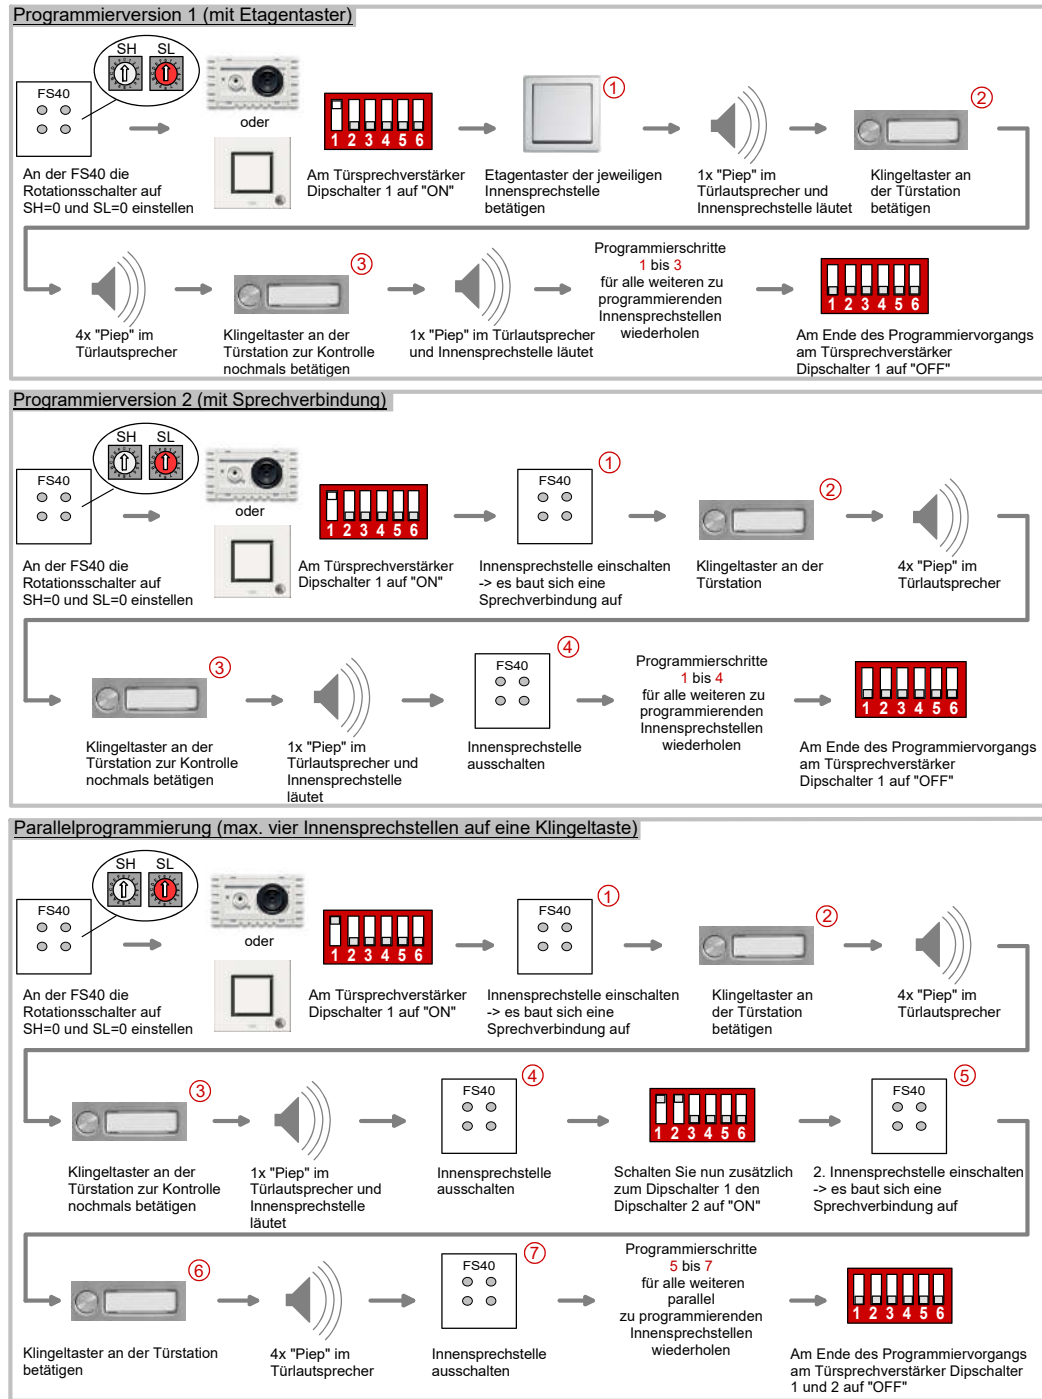 Programmierversion 1 (mit Etagentaster)
SH SL
FS40
oder
1 2 3 4 5 6
1
2
An der FS40 die
Rotationsschalter auf
SH=0 und SL=0 einstellen
Am Türsprechverstärker
Dipschalter 1 auf "ON"
Etagentaster der jeweiligen
Innensprechstelle
betätigen
1x "Piep" im
Türlautsprecher und
Innensprechstelle läutet
Klingeltaster an
der Türstation
betätigen
4x "Piep" im
Türlautsprecher
3
Klingeltaster an der
Türstation zur Kontrolle
nochmals betätigen
1x "Piep" im Türlautsprecher
und Innensprechstelle läutet
Programmierschritte
1 bis 3
für alle weiteren zu
programmierenden
Innensprechstellen
wiederholen
1 2 3 4 5 6
Am Ende des Programmiervorgangs
am Türsprechverstärker
Dipschalter 1 auf "OFF"
Programmierversion 2 (mit Sprechverbindung)
SH SL
FS40
oder
1 2 3 4 5 6
1
FS40
2
An der FS40 die
Rotationsschalter auf
SH=0 und SL=0 einstellen
Am Türsprechverstärker
Dipschalter 1 auf "ON"
Innensprechstelle einschalten
-> es baut sich eine
Sprechverbindung auf
Klingeltaster an der
Türstation
4x "Piep" im
Türlautsprecher
3
Klingeltaster an der
Türstation zur Kontrolle
nochmals betätigen
1x "Piep" im
Türlautsprecher und
Innensprechstelle
läutet
4
FS40
Innensprechstelle
ausschalten
Programmierschritte
1 bis 4
für alle weiteren zu
programmierenden
Innensprechstellen
wiederholen
1 2 3 4 5 6
Am Ende des Programmiervorgangs
am Türsprechverstärker
Dipschalter 1 auf "OFF"
Parallelprogrammierung (max. vier Innensprechstellen auf eine Klingeltaste)
SH SL
FS40
oder
1 2 3 4 5 6
1
FS40
2
An der FS40 die
Rotationsschalter auf
SH=0 und SL=0 einstellen
Am Türsprechverstärker
Dipschalter 1 auf "ON"
Innensprechstelle einschalten
-> es baut sich eine
Sprechverbindung auf
Klingeltaster an
der Türstation
betätigen
4x "Piep" im
Türlautsprecher
3
Klingeltaster an der
Türstation zur Kontrolle
nochmals betätigen
1x "Piep" im
Türlautsprecher und
Innensprechstelle
läutet
4
FS40
Innensprechstelle
ausschalten
1 2 3 4 5 6
Schalten Sie nun zusätzlich
zum Dipschalter 1 den
Dipschalter 2 auf "ON"
5
FS40
2. Innensprechstelle einschalten
-> es baut sich eine
Sprechverbindung auf
6
Klingeltaster an der Türstation
betätigen
4x "Piep" im
Türlautsprecher
7
FS40
Innensprechstelle
ausschalten
Programmierschritte
5 bis 7
für alle weiteren
parallel
zu programmierenden
Innensprechstellen
wiederholen
1 2 3 4 5 6
Am Ende des Programmiervorgangs
am Türsprechverstärker Dipschalter
1 und 2 auf "OFF"